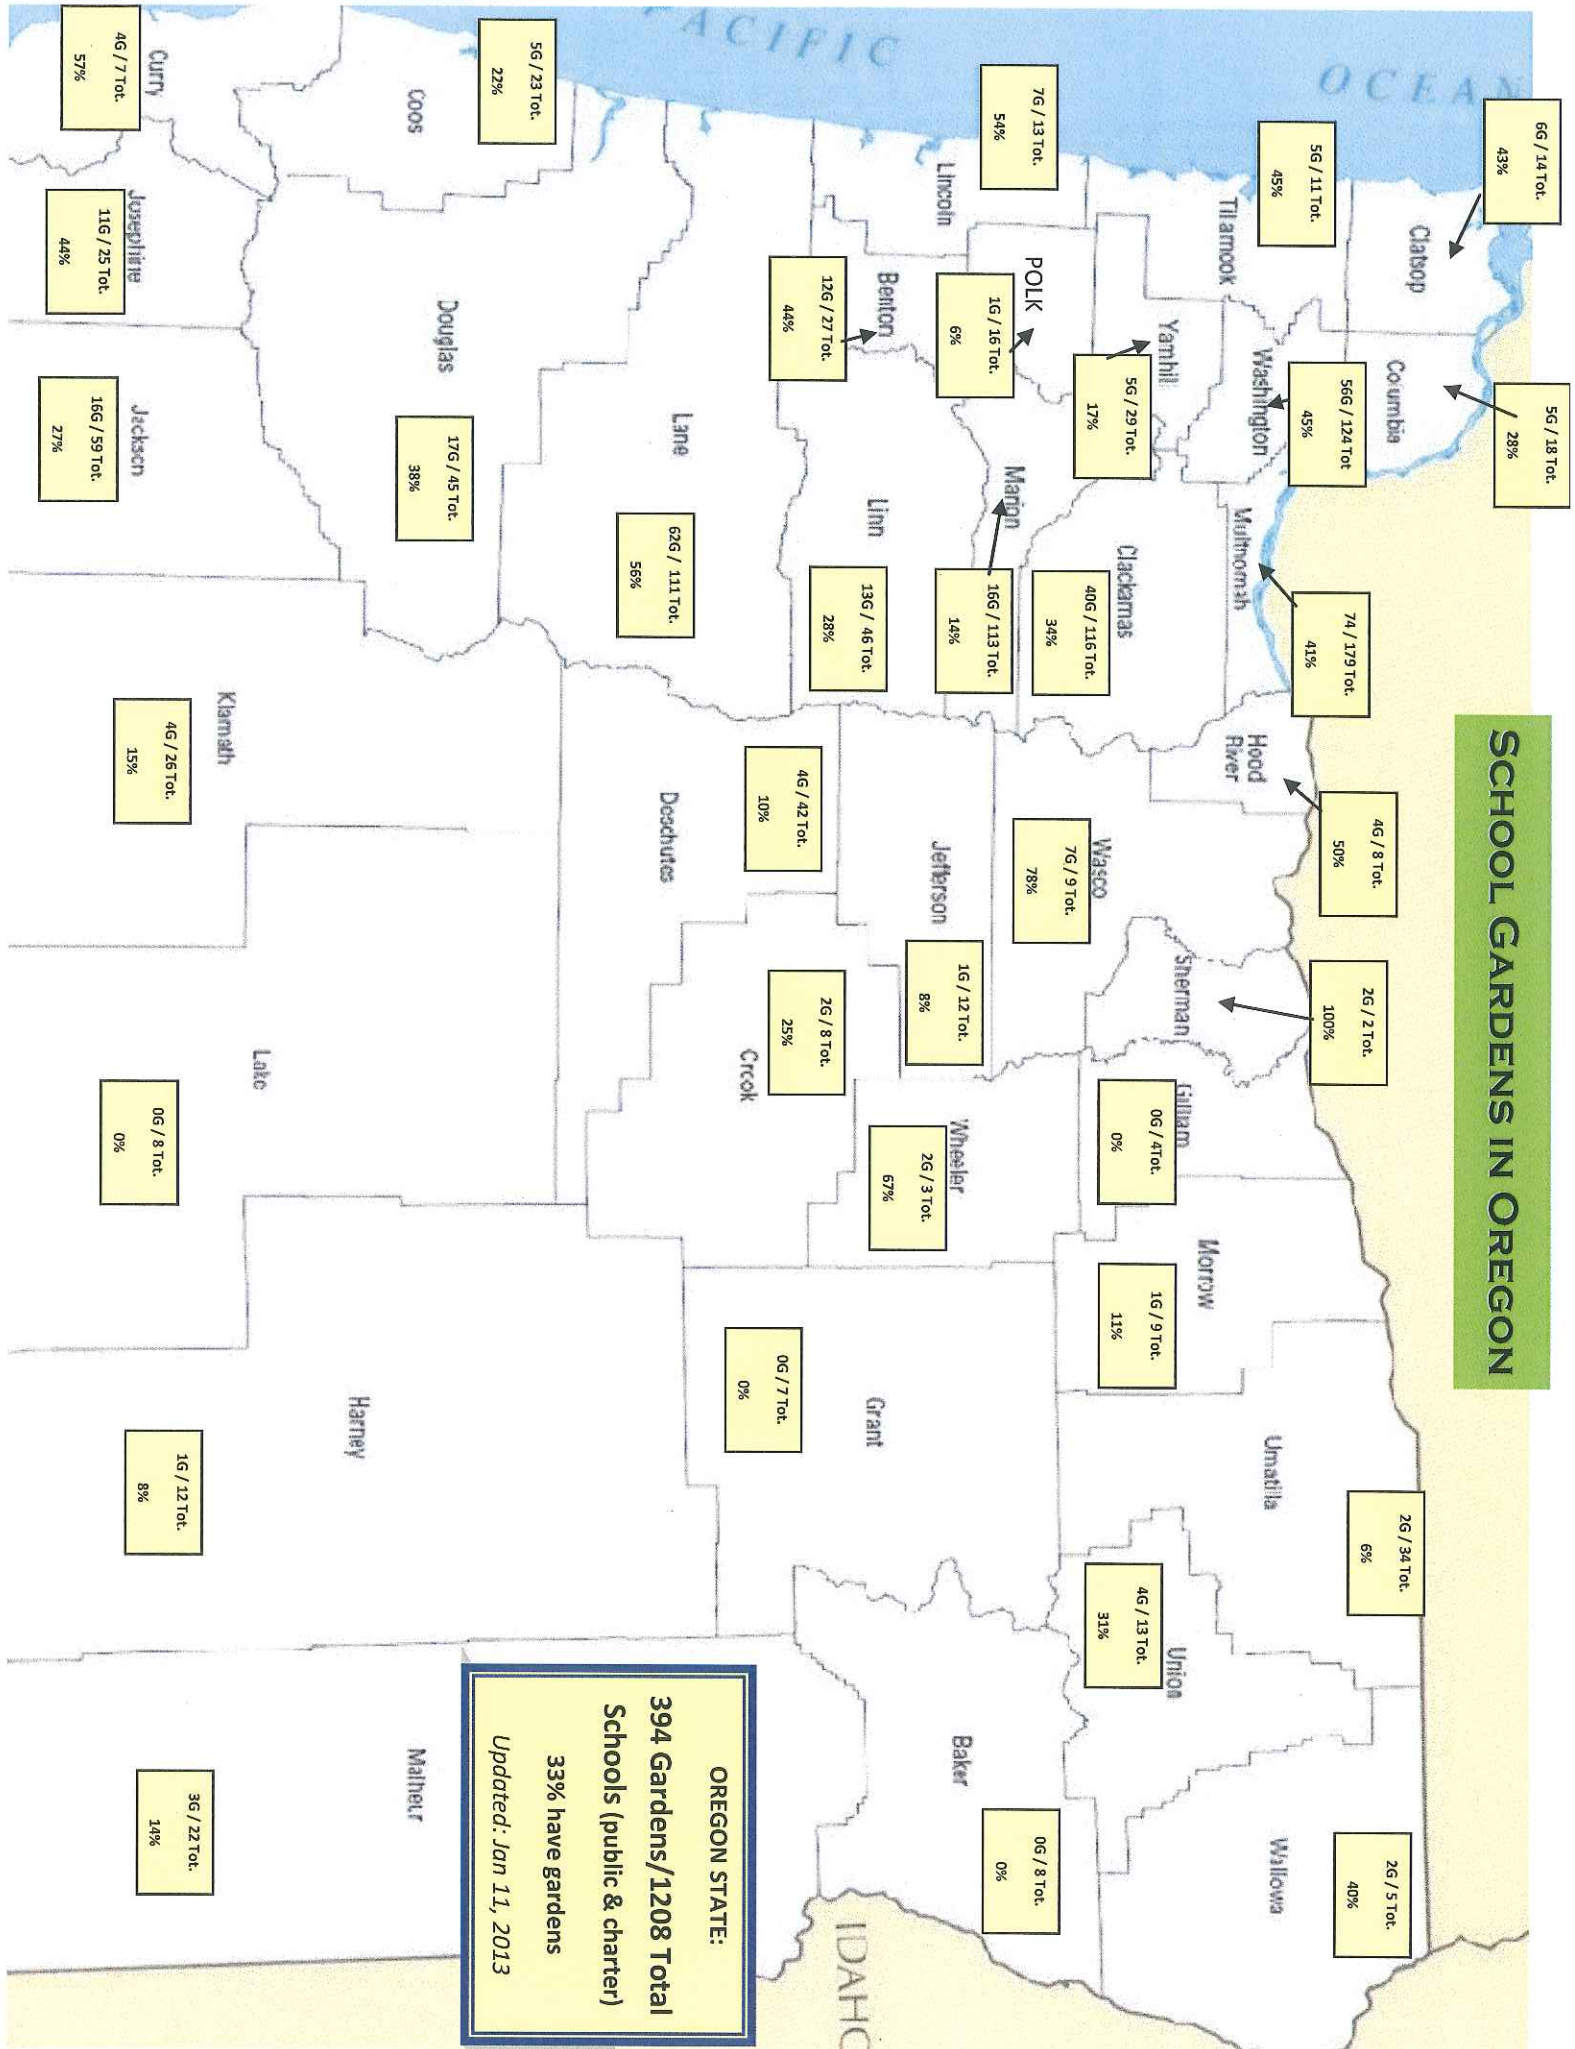 SCHOOL GARDENS IN OREGON
PACIFIC
OCEAN
IDAHO
6G / 14 Tot.
43%
Clatsop
5G / 18 Tot.
28%
Columbia
5G / 11 Tot.
45%
Tillamook
56G / 124 Tot
45%
Washington
74 / 179 Tot.
41%
Multnomah
4G / 8 Tot.
50%
Hood
River
2G / 2 Tot.
100%
Sherman
0G / 4Tot.
0%
Gilliam
Morrow
1G / 9 Tot.
11%
2G / 34 Tot.
6%
Umatilla
Union
4G / 13 Tot.
31%
2G / 5 Tot.
40%
Wallowa
7G / 13 Tot.
54%
Lincoln
POLK
1G / 16 Tot.
6%
Yamhill
5G / 29 Tot.
17%
Clackamas
40G / 116 Tot.
34%
Marion
16G / 113 Tot.
14%
Wasco
7G / 9 Tot.
78%
Benton
12G / 27 Tot.
44%
Linn
13G / 46 Tot.
28%
Jefferson
1G / 12 Tot.
8%
Wheeler
2G / 3 Tot.
67%
Grant
0G / 7 Tot.
0%
Baker
0G / 8 Tot.
0%
Lane
62G / 111 Tot.
56%
4G / 42 Tot.
10%
Deschutes
2G / 8 Tot.
25%
Crook
5G / 23 Tot.
22%
Coos
Douglas
17G / 45 Tot.
38%
Curry
4G / 7 Tot.
57%
Josephine
11G / 25 Tot.
44%
Jackson
16G / 59 Tot.
27%
Klamath
4G / 26 Tot.
15%
Lake
0G / 8 Tot.
0%
Harney
1G / 12 Tot.
8%
Malheur
3G / 22 Tot.
14%
OREGON STATE:
394 Gardens/1208 Total
Schools (public & charter)
33% have gardens
Updated: Jan 11, 2013